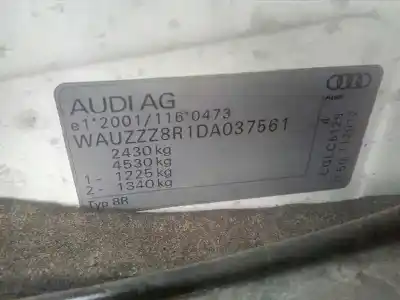 AUDI AG
e1*2001/116*0473
WAUZZZ8R1DA037561
2430 kg
4530 kg
1- 1225 kg
2- 1340 kg
Typ 8R